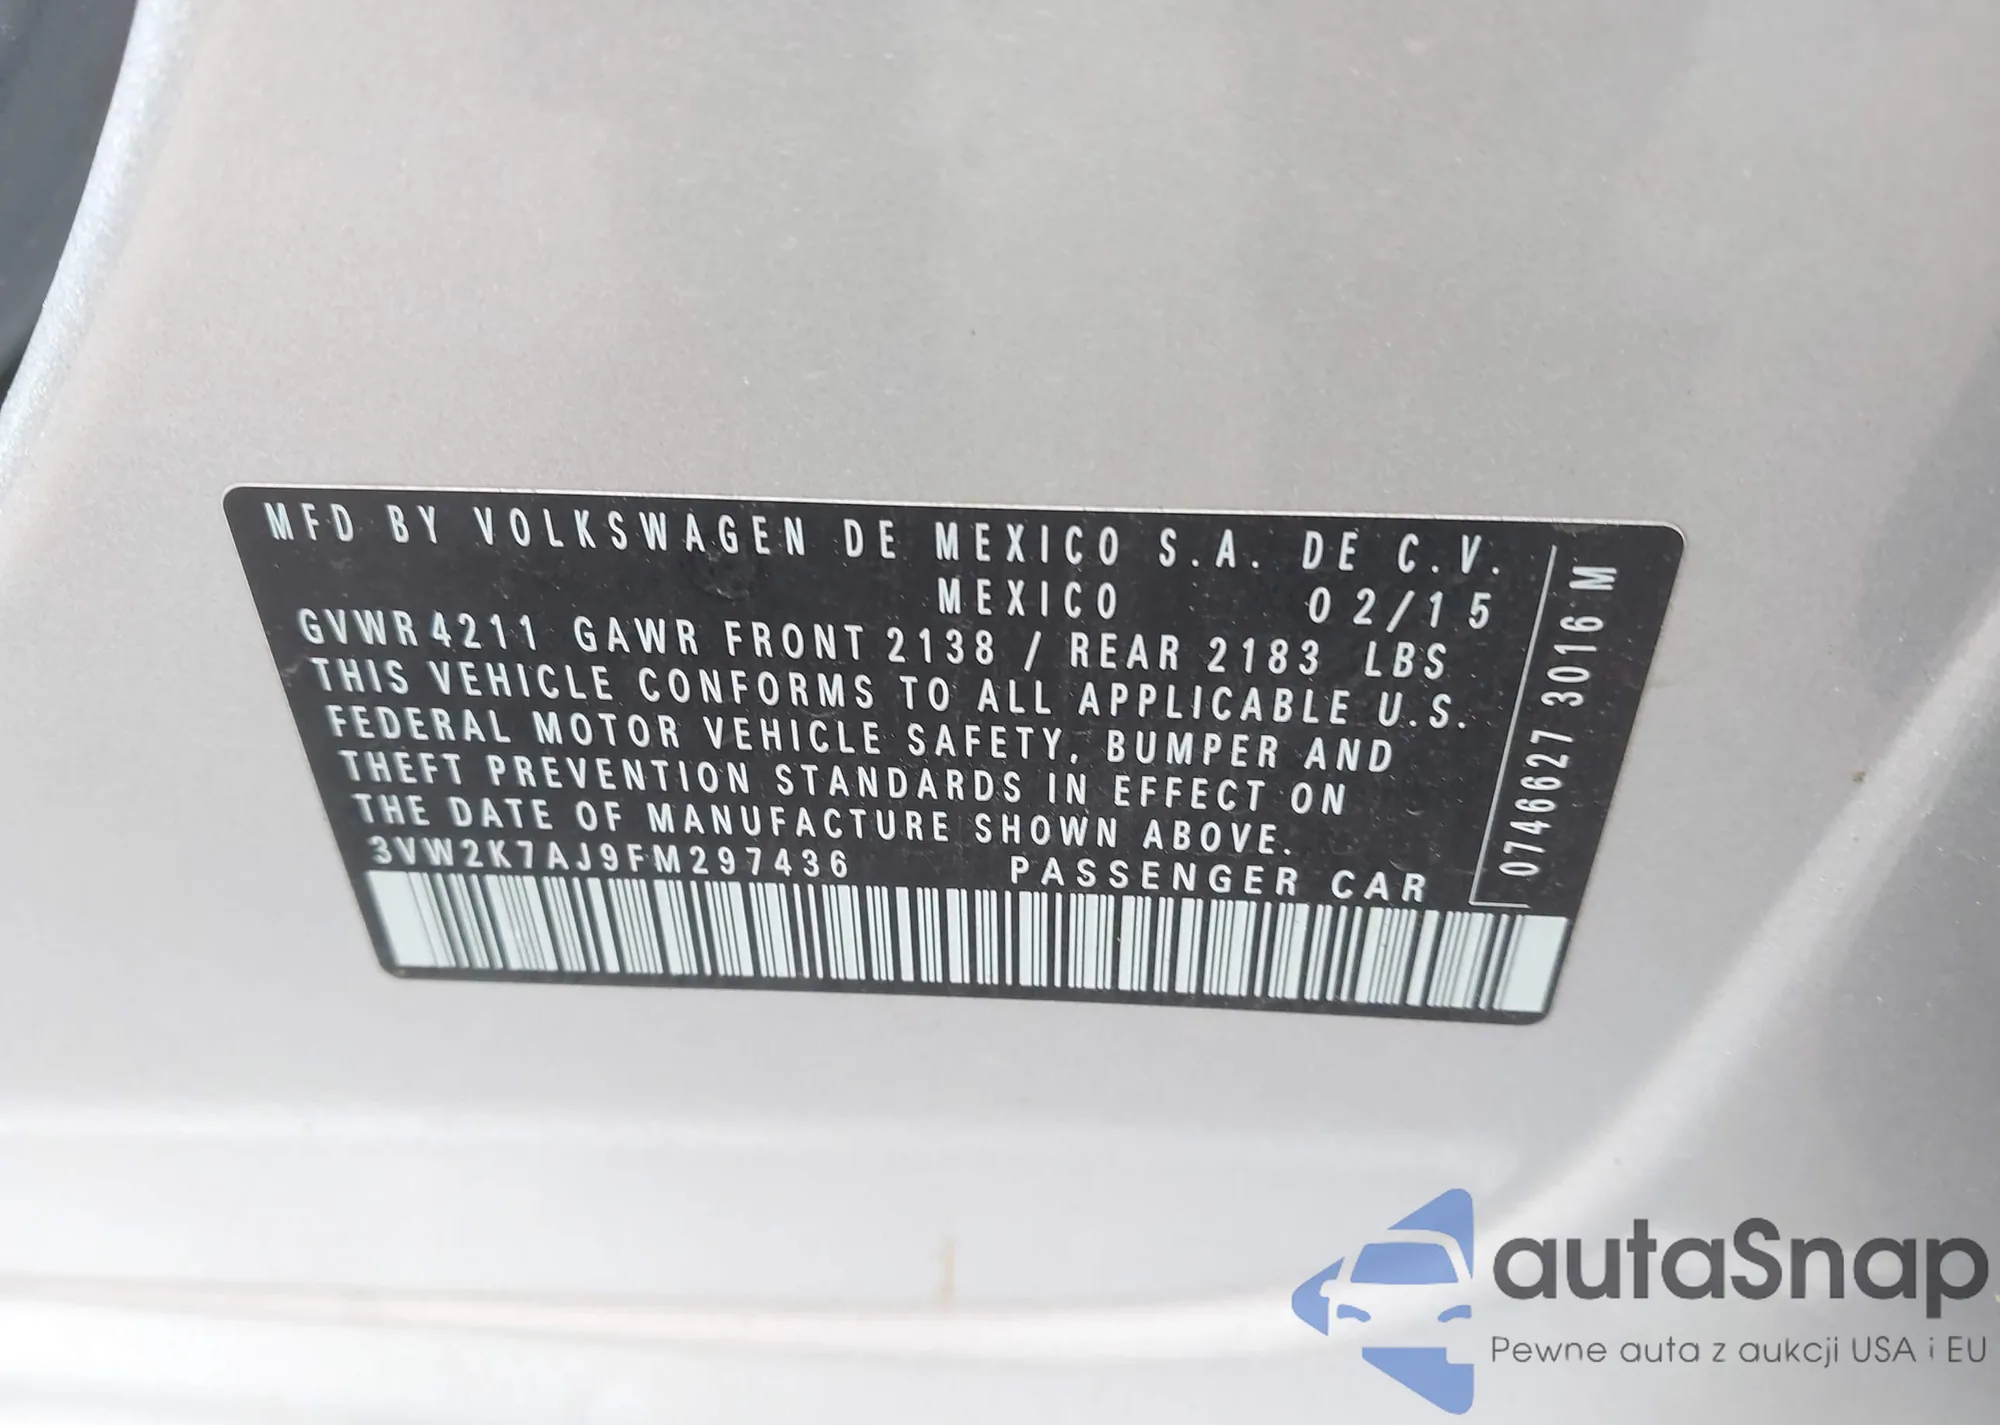 MFD BY VOLKSWAGEN DE MEXICO S.A. DE C.V.
MEXICO 02/15
GVWR 4211 GAWR FRONT 2138 / REAR 2183 LBS
THIS VEHICLE CONFORMS TO ALL APPLICABLE U.S.
FEDERAL MOTOR VEHICLE SAFETY, BUMPER AND
THEFT PREVENTION STANDARDS IN EFFECT ON
THE DATE OF MANUFACTURE SHOWN ABOVE.
3VW2K7AJ9FM297436 PASSENGER CAR
0746627 3016 M
autaSnap
Pewne auta z aukcji USA i EU